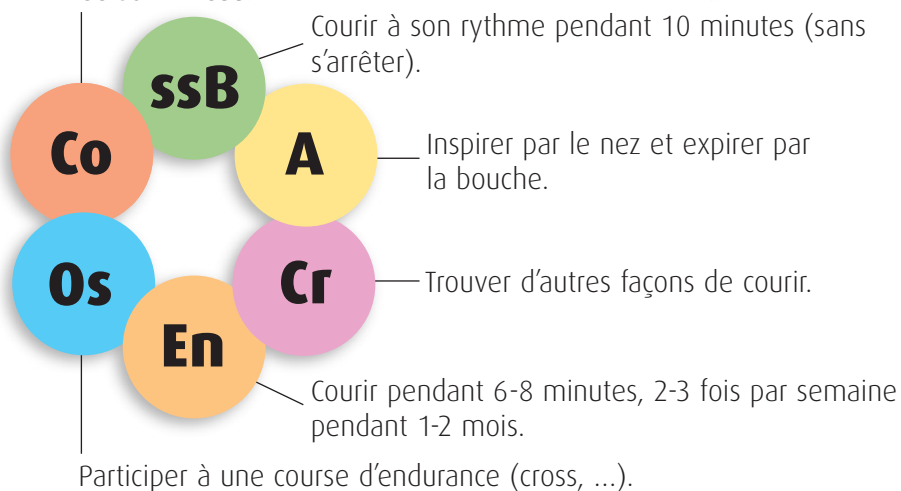 Courir à son rythme pendant 10 minutes (sans
s'arrêter).
ssB
Co
A
Inspirer par le nez et expirer par
la bouche.
Os
Cr
Trouver d'autres façons de courir.
En
Courir pendant 6-8 minutes, 2-3 fois par semaine
pendant 1-2 mois.
Participer à une course d'endurance (cross, ...).